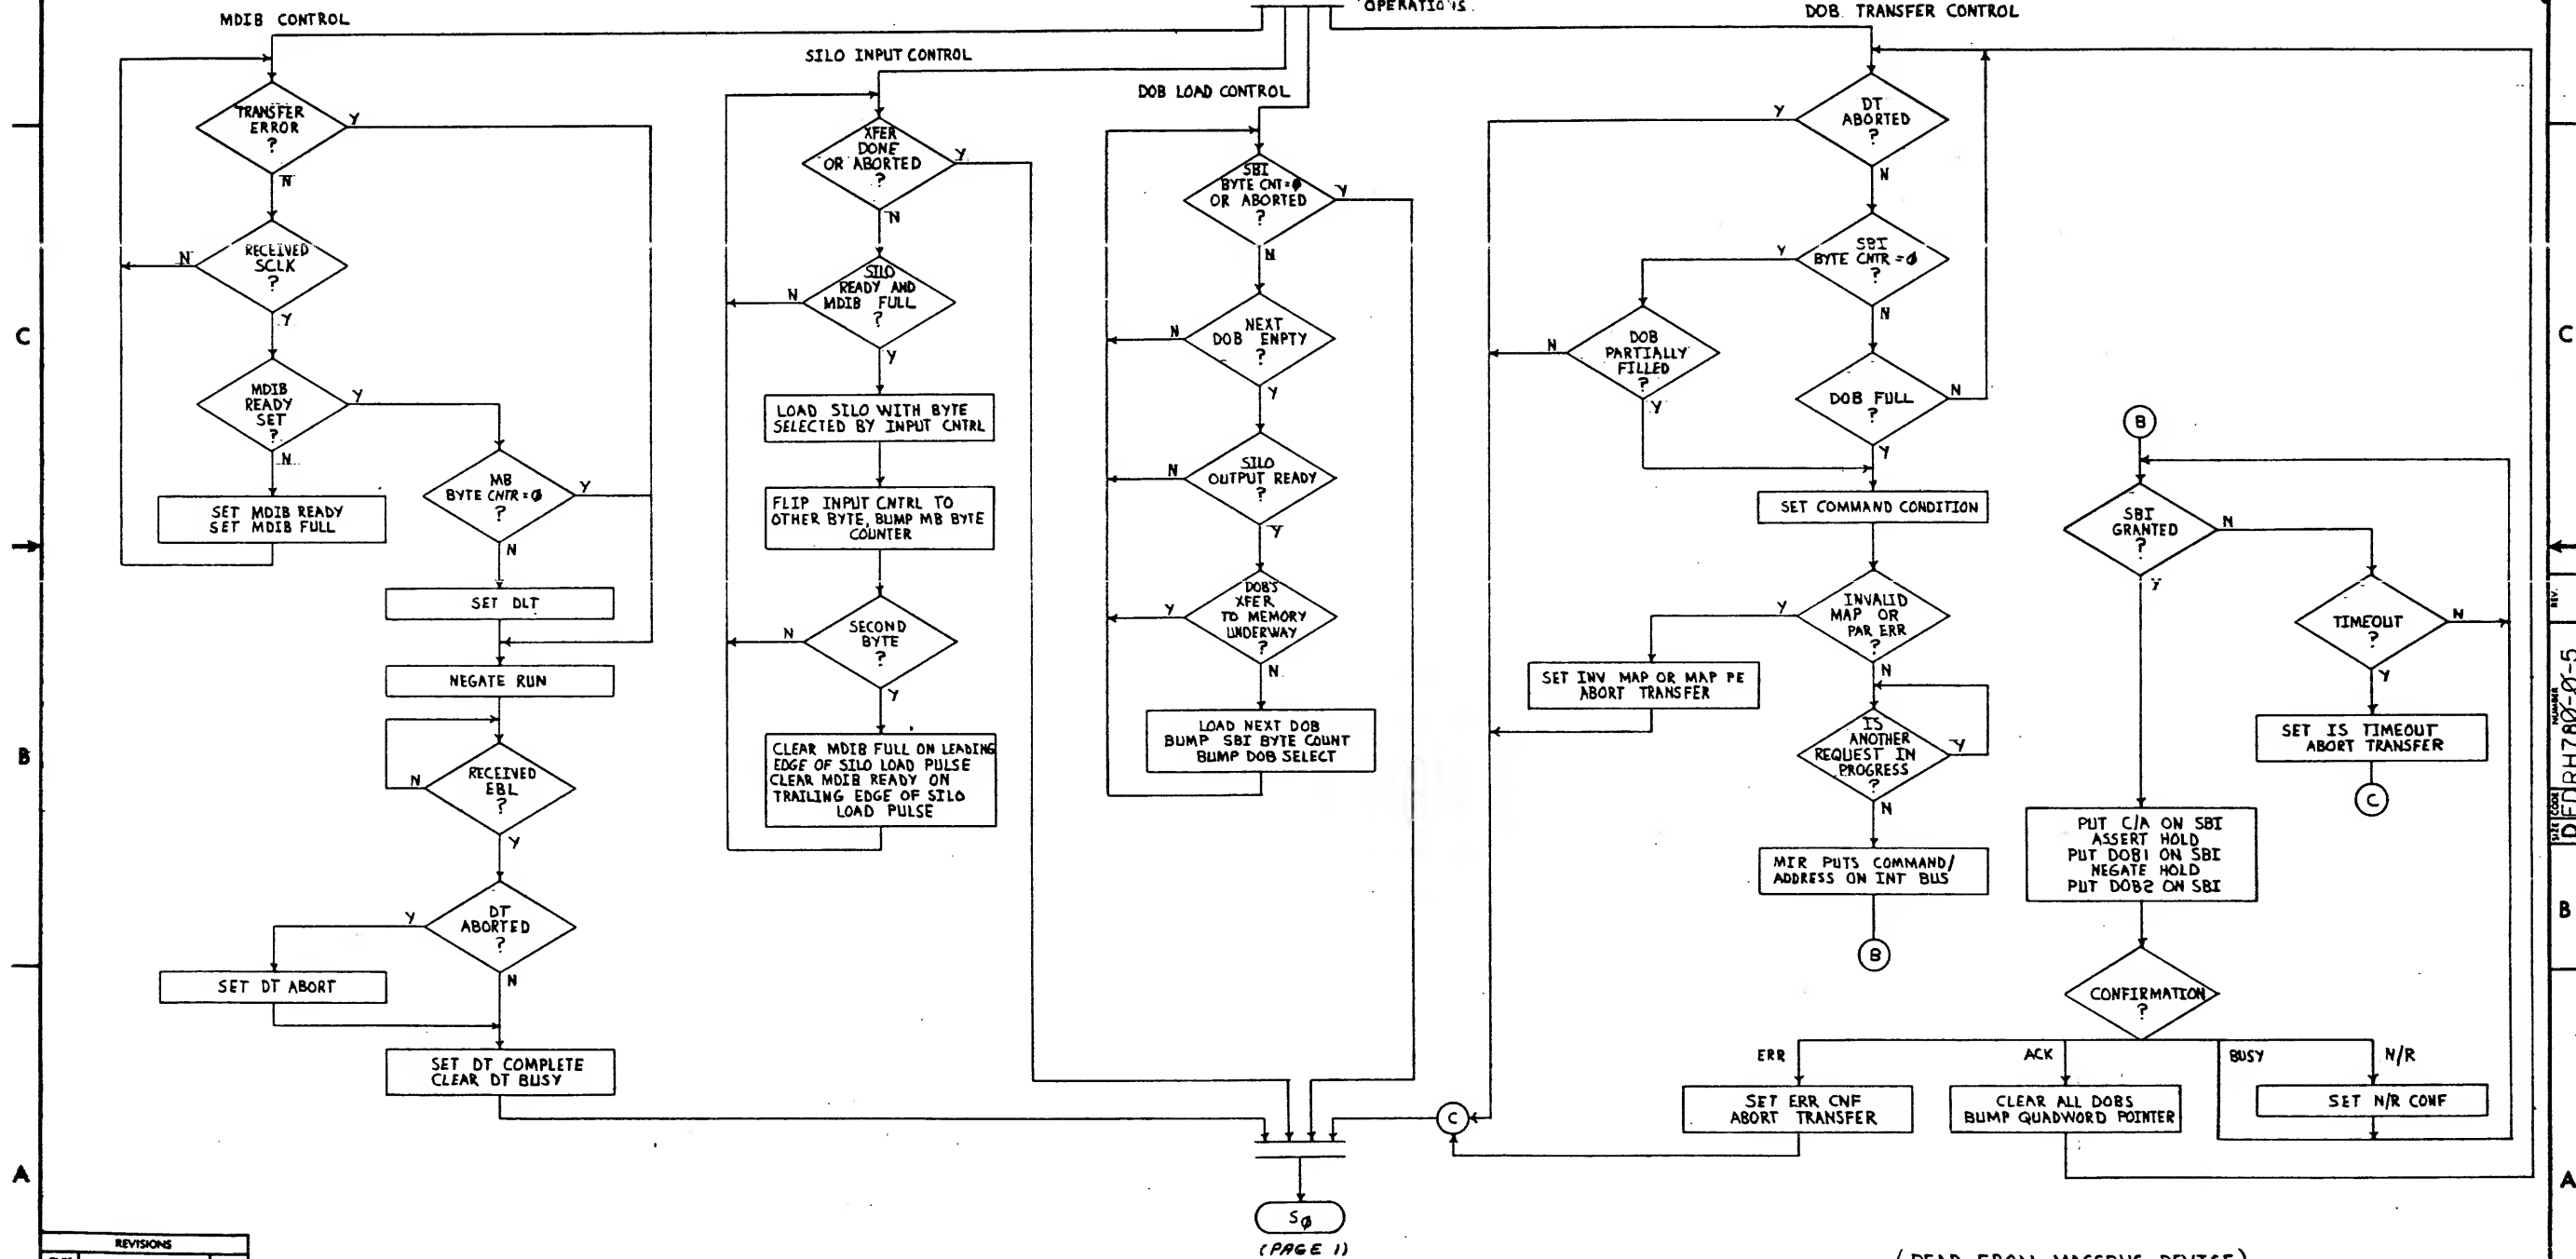 MDIB CONTROL
OPERATIONS.
DOB TRANSFER CONTROL
SILO INPUT CONTROL
DOB LOAD CONTROL
TRANSFER
ERROR
?
Y
N
RECEIVED
SCLK
?
N
Y
MDIB
READY
SET
?
Y
N
SET MDIB READY
SET MDIB FULL
MB
BYTE CNTR = 0
?
Y
N
SET DLT
NEGATE RUN
RECEIVED
EBL
?
N
Y
DT
ABORTED
?
Y
N
SET DT ABORT
SET DT COMPLETE
CLEAR DT BUSY
XFER
DONE
OR ABORTED
?
Y
N
SILO
READY AND
MDIB FULL
?
N
Y
LOAD SILO WITH BYTE
SELECTED BY INPUT CNTRL
FLIP INPUT CNTRL TO
OTHER BYTE, BUMP MB BYTE
COUNTER
SECOND
BYTE
?
N
Y
CLEAR MDIB FULL ON LEADING
EDGE OF SILO LOAD PULSE
CLEAR MDIB READY ON
TRAILING EDGE OF SILO
LOAD PULSE
SBI
BYTE CNT = 0
OR ABORTED
?
Y
N
NEXT
DOB EMPTY
?
N
Y
SILO
OUTPUT READY
?
N
Y
DOB'S
XFER
TO MEMORY
UNDERWAY
?
Y
N
LOAD NEXT DOB
BUMP SBI BYTE COUNT
BUMP DOB SELECT
DT
ABORTED
?
Y
N
SBI
BYTE CNTR = 0
?
Y
N
DOB
PARTIALLY
FILLED
?
N
Y
DOB FULL
?
N
Y
SET COMMAND CONDITION
INVALID
MAP OR
PAR ERR
?
Y
N
SET INV MAP OR MAP PE
ABORT TRANSFER
IS
ANOTHER
REQUEST IN
PROGRESS
?
Y
N
MIR PUTS COMMAND/
ADDRESS ON INT BUS
B
B
SBI
GRANTED
?
N
Y
TIMEOUT
?
N
Y
SET IS TIMEOUT
ABORT TRANSFER
C
PUT C/A ON SBI
ASSERT HOLD
PUT DOB1 ON SBI
NEGATE HOLD
PUT DOB2 ON SBI
CONFIRMATION
?
ERR
ACK
BUSY
N/R
SET ERR CNF
ABORT TRANSFER
CLEAR ALL DOBS
BUMP QUADWORD POINTER
SET N/R CONF
C
S0
(PAGE 1)
(READ FROM MASSBUS DEVICE)
C
B
A
C
B
A
REVISIONS
REV.
NUMBER
SIZE CODE